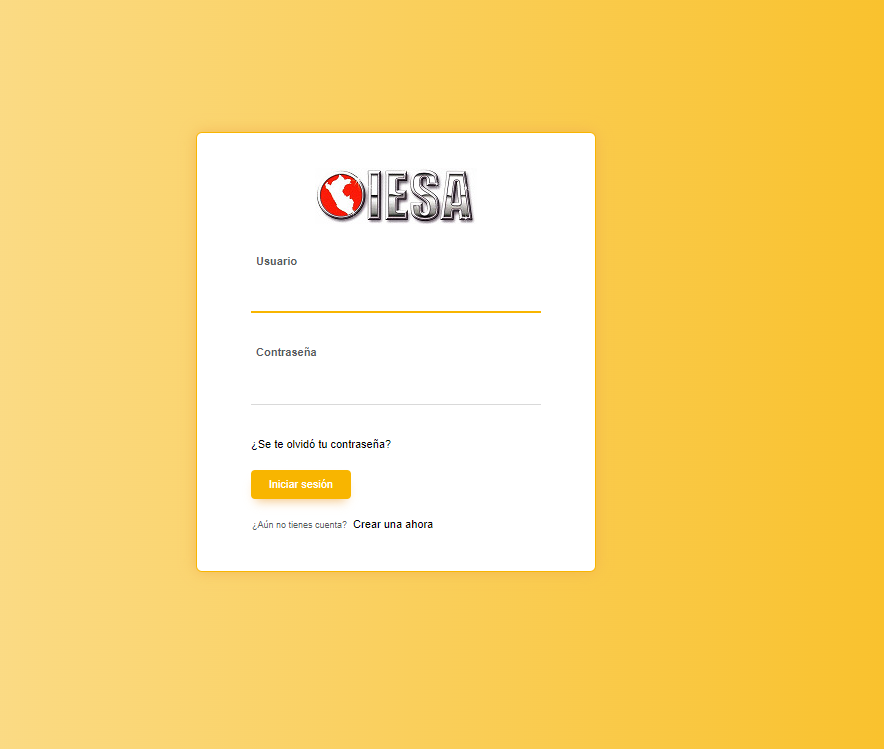 IESA
Usuario
Contraseña
¿Se te olvidó tu contraseña?
Iniciar sesión
¿Aún no tienes cuenta? Crear una ahora